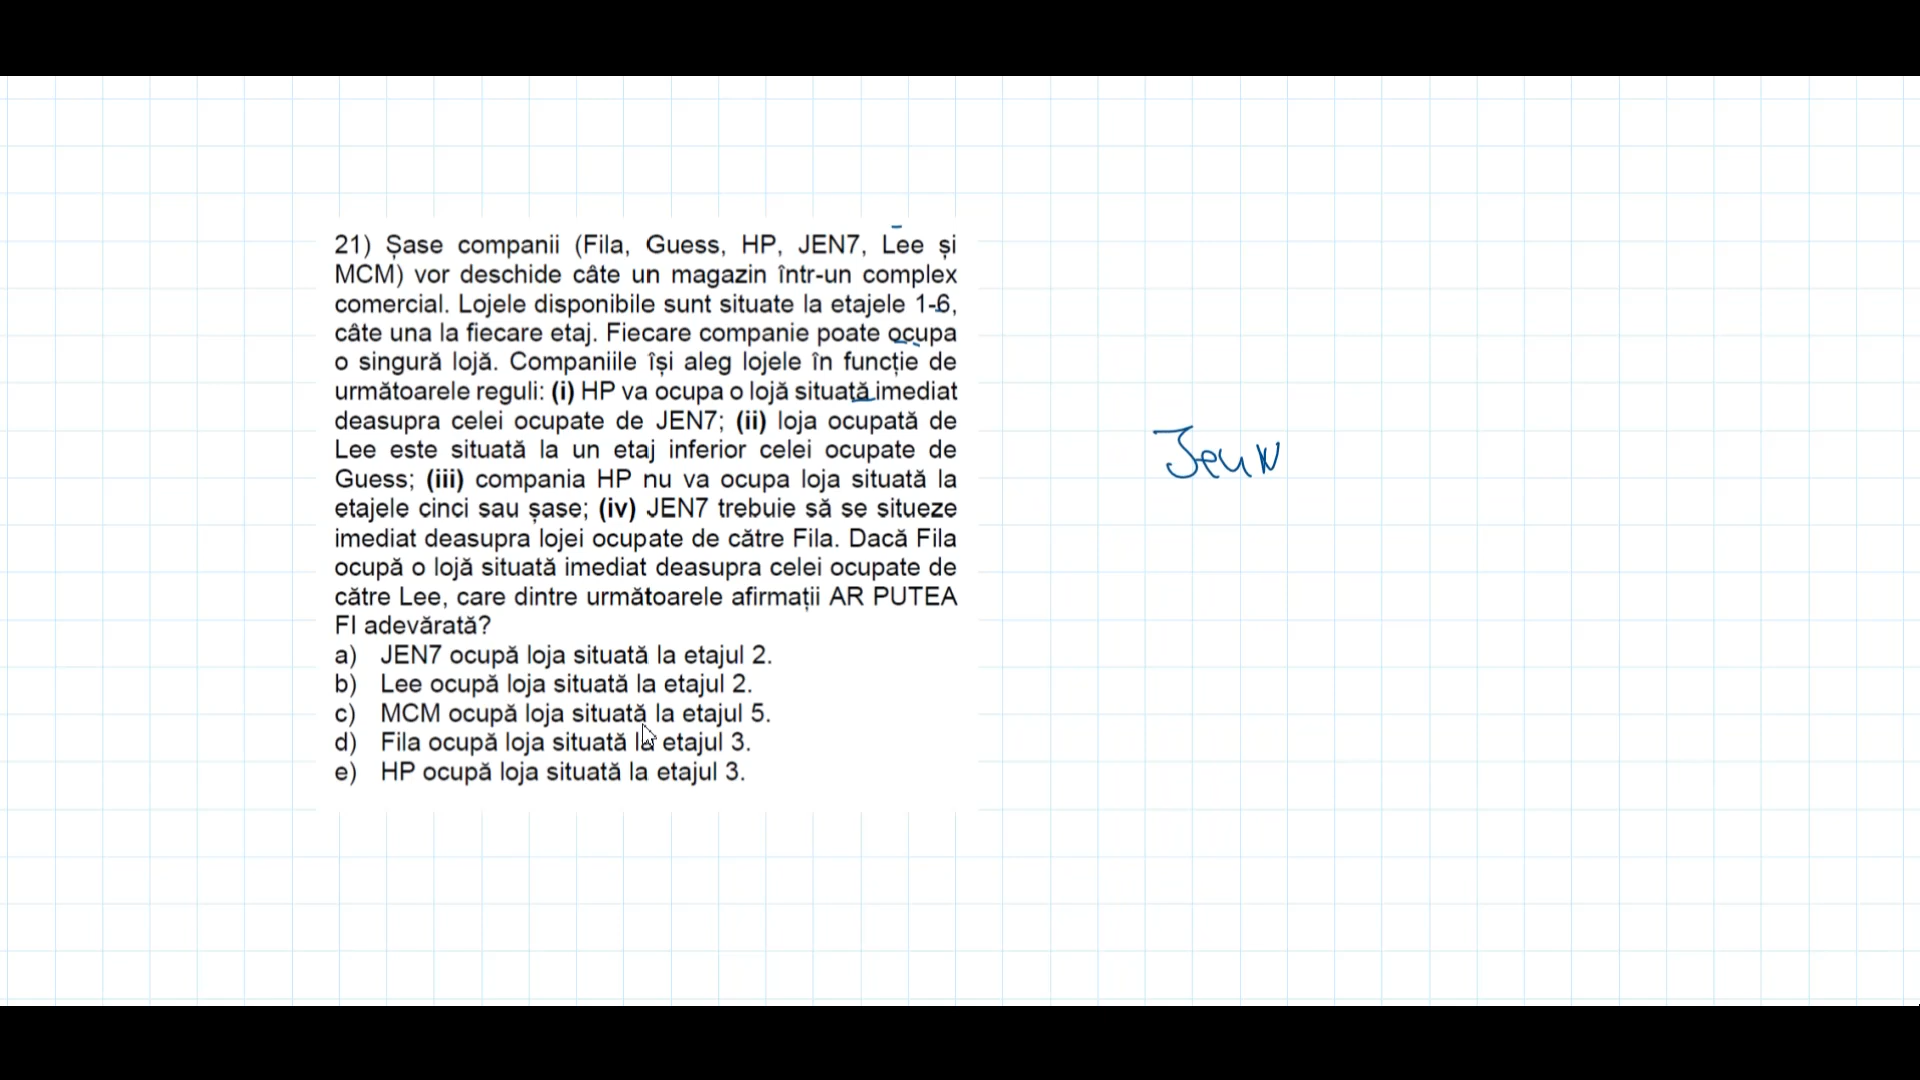 21) Șase companii (Fila, Guess, HP, JEN7, Lee și
MCM) vor deschide câte un magazin într-un complex
comercial. Lojele disponibile sunt situate la etajele 1-6,
câte una la fiecare etaj. Fiecare companie poate ocupa
o singură lojă. Companiile își aleg lojele în funcție de
următoarele reguli: (i) HP va ocupa o lojă situată imediat
deasupra celei ocupate de JEN7; (ii) loja ocupată de
Lee este situată la un etaj inferior celei ocupate de
Guess; (iii) compania HP nu va ocupa loja situată la
etajele cinci sau șase; (iv) JEN7 trebuie să se situeze
imediat deasupra lojei ocupate de către Fila. Dacă Fila
ocupă o lojă situată imediat deasupra celei ocupate de
către Lee, care dintre următoarele afirmații AR PUTEA
FI adevărată?
a) JEN7 ocupă loja situată la etajul 2.
b) Lee ocupă loja situată la etajul 2.
c) MCM ocupă loja situată la etajul 5.
d) Fila ocupă loja situată la etajul 3.
e) HP ocupă loja situată la etajul 3.